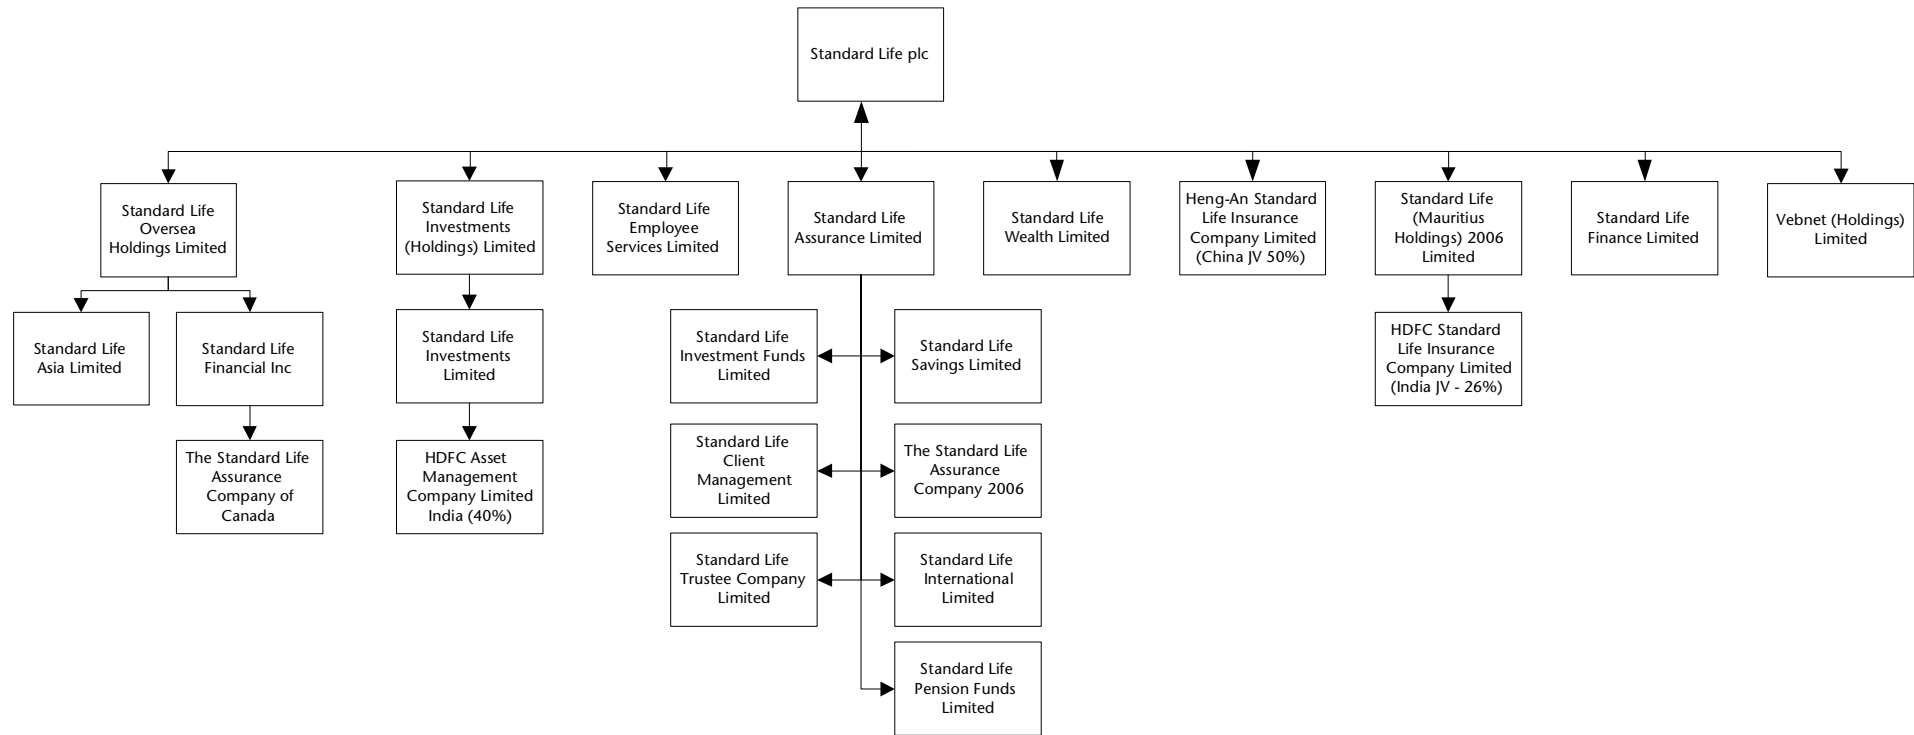 Standard Life plc
Standard Life
Oversea
Holdings Limited
Standard Life
Investments
(Holdings) Limited
Standard Life
Employee
Services Limited
Standard Life
Assurance Limited
Standard Life
Wealth Limited
Heng-An Standard
Life Insurance
Company Limited
(China JV 50%)
Standard Life
(Mauritius
Holdings) 2006
Limited
Standard Life
Finance Limited
Vebnet (Holdings)
Limited
Standard Life
Asia Limited
Standard Life
Financial Inc
Standard Life
Investments
Limited
Standard Life
Investment Funds
Limited
Standard Life
Savings Limited
HDFC Standard
Life Insurance
Company Limited
(India JV - 26%)
The Standard Life
Assurance
Company of
Canada
HDFC Asset
Management
Company Limited
India (40%)
Standard Life
Client
Management
Limited
The Standard Life
Assurance
Company 2006
Standard Life
Trustee Company
Limited
Standard Life
International
Limited
Standard Life
Pension Funds
Limited